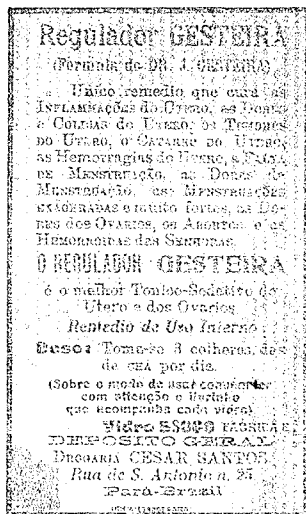 Regulador GESTEIRA
(Formula do DR. J. GESTEIRA)
Unico remedio que cura as
INFLAMMAÇÕES do UTERO, as DORES
e COLICAS do UTERO, os TUMORES
DO UTERO, O CATARRO DO UTERO,
as Hemorragias do UTERO, a FALTA
DE MENSTRUAÇÃO, as DORES da
MENSTRUAÇÃO, as MENSTRUAÇÕES
EXAGERADAS e muito fortes, as DO-
RES DOS OVARIOS, os ABORTOS e as
HEMORROIDAS das SENHORAS.
O REGULADOR GESTEIRA
é o melhor Tonico-Sedativo do
Utero e dos Ovarios
Remedio de Uso Interno
Toma-se 3 colheres das
de CHÁ por dia.
(Sobre o modo de usar
com attenção o livrinho
que acompanha cada vidro)
Vidro
DEPOSITO GERAL
DROGARIA CESAR SANTOS
Rua de S. Antonio n. 25
Pará-Brazil